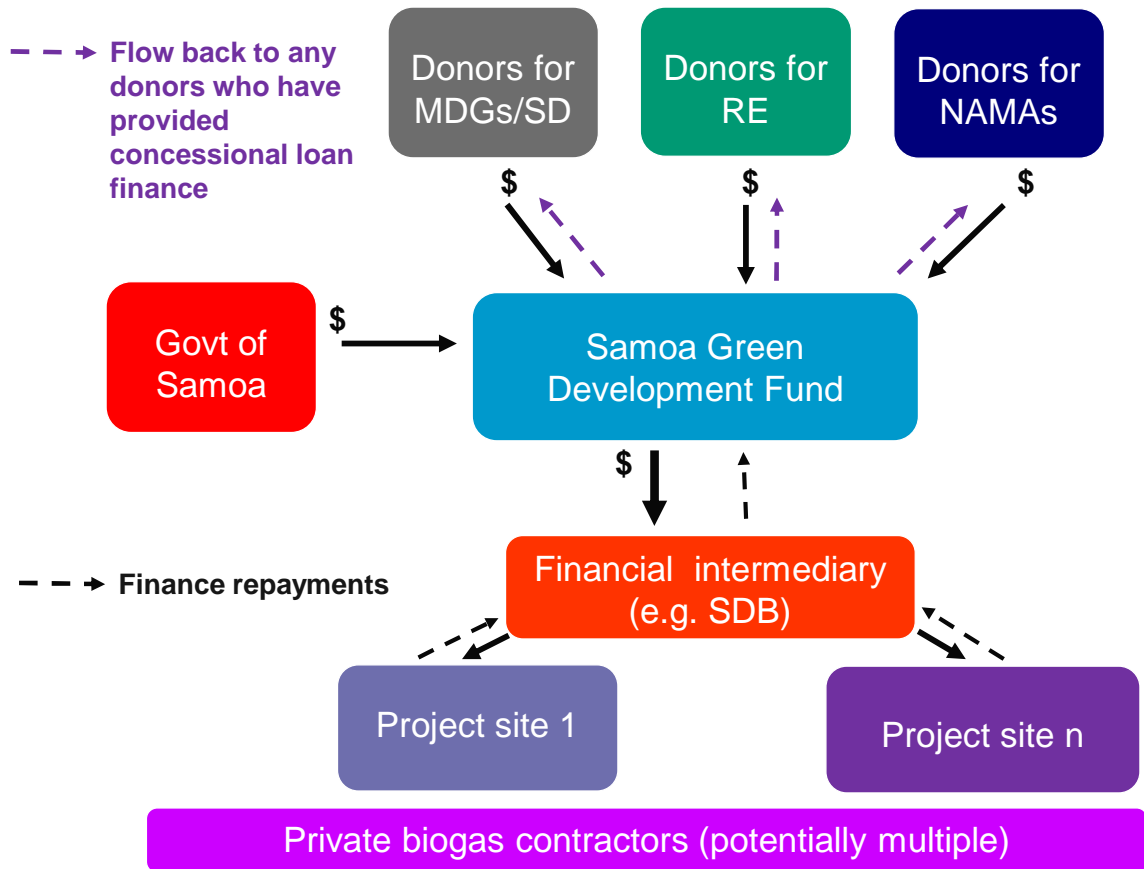 Flow back to any
donors who have
provided
concessional loan
finance
Donors for
MDGs/SD
Donors for
RE
Donors for
NAMAs
$
$
$
Govt of
Samoa
$
Samoa Green
Development Fund
$
Finance repayments
Financial intermediary
(e.g. SDB)
Project site 1
Project site n
Private biogas contractors (potentially multiple)